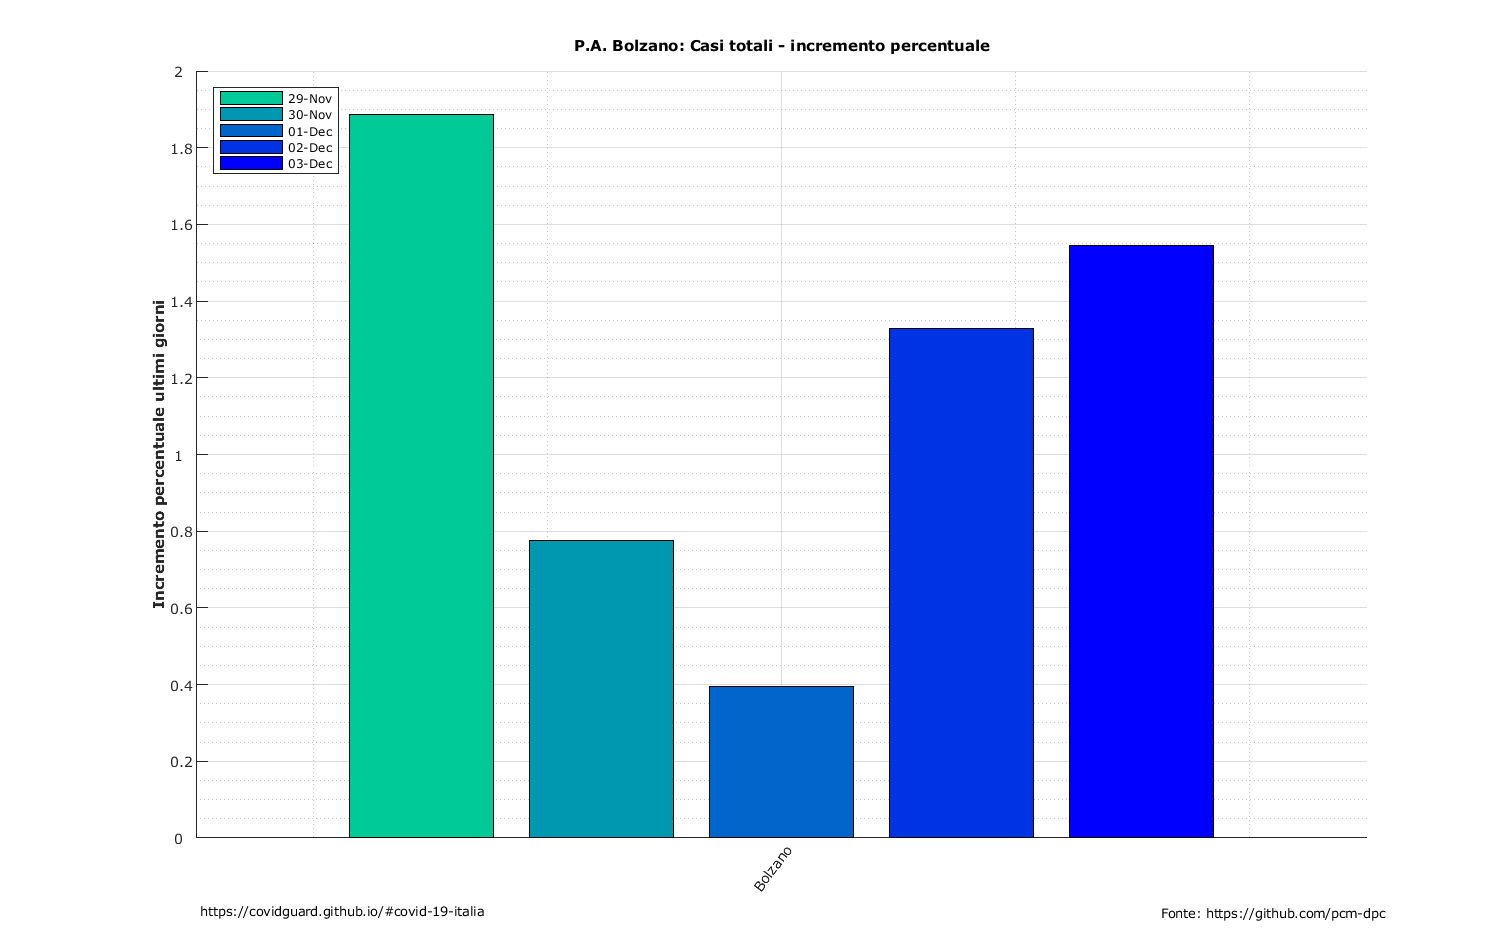 P.A. Bolzano: Casi totali - incremento percentuale
Incremento percentuale ultimi giorni
2
1.8
1.6
1.4
1.2
1
0.8
0.6
0.4
0.2
0
29-Nov
30-Nov
01-Dec
02-Dec
03-Dec
Bolzano
https://covidguard.github.io/#covid-19-italia
Fonte: https://github.com/pcm-dpc